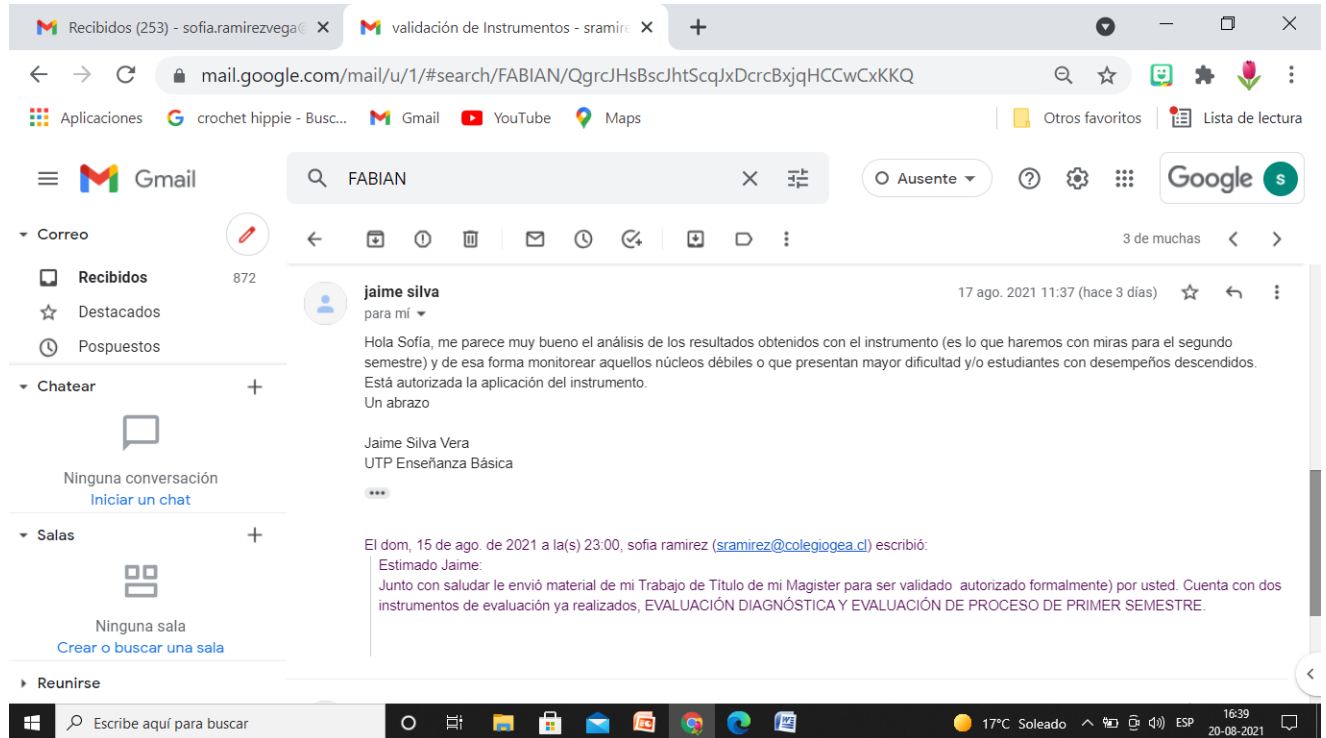 Recibidos (253) - sofia.ramirezvega@
validación de Instrumentos - sramire
mail.google.com/mail/u/1/#search/FABIAN/QgrcJHsBscJhtScqJxDcrcBxjqHCCwCxKKQ
Aplicaciones crochet hippie - Busc... Gmail YouTube Maps Otros favoritos Lista de lectura
Gmail FABIAN Ausente Google s
Correo 3 de muchas
Recibidos 872
Destacados
Pospuestos
Chatear +
Ninguna conversación
Iniciar un chat
Salas +
Ninguna sala
Crear o buscar una sala
Reunirse
jaime silva 17 ago. 2021 11:37 (hace 3 días)
para mí
Hola Sofía, me parece muy bueno el análisis de los resultados obtenidos con el instrumento (es lo que haremos con miras para el segundo
semestre) y de esa forma monitorear aquellos núcleos débiles o que presentan mayor dificultad y/o estudiantes con desempeños descendidos.
Está autorizada la aplicación del instrumento.
Un abrazo
Jaime Silva Vera
UTP Enseñanza Básica
El dom, 15 de ago. de 2021 a la(s) 23:00, sofia ramirez (sramirez@colegiogea.cl) escribió:
Estimado Jaime:
Junto con saludar le envió material de mi Trabajo de Título de mi Magister para ser validado autorizado formalmente) por usted. Cuenta con dos
instrumentos de evaluación ya realizados, EVALUACIÓN DIAGNÓSTICA Y EVALUACIÓN DE PROCESO DE PRIMER SEMESTRE.
Escribe aquí para buscar 17°C Soleado ESP 16:39
20-08-2021